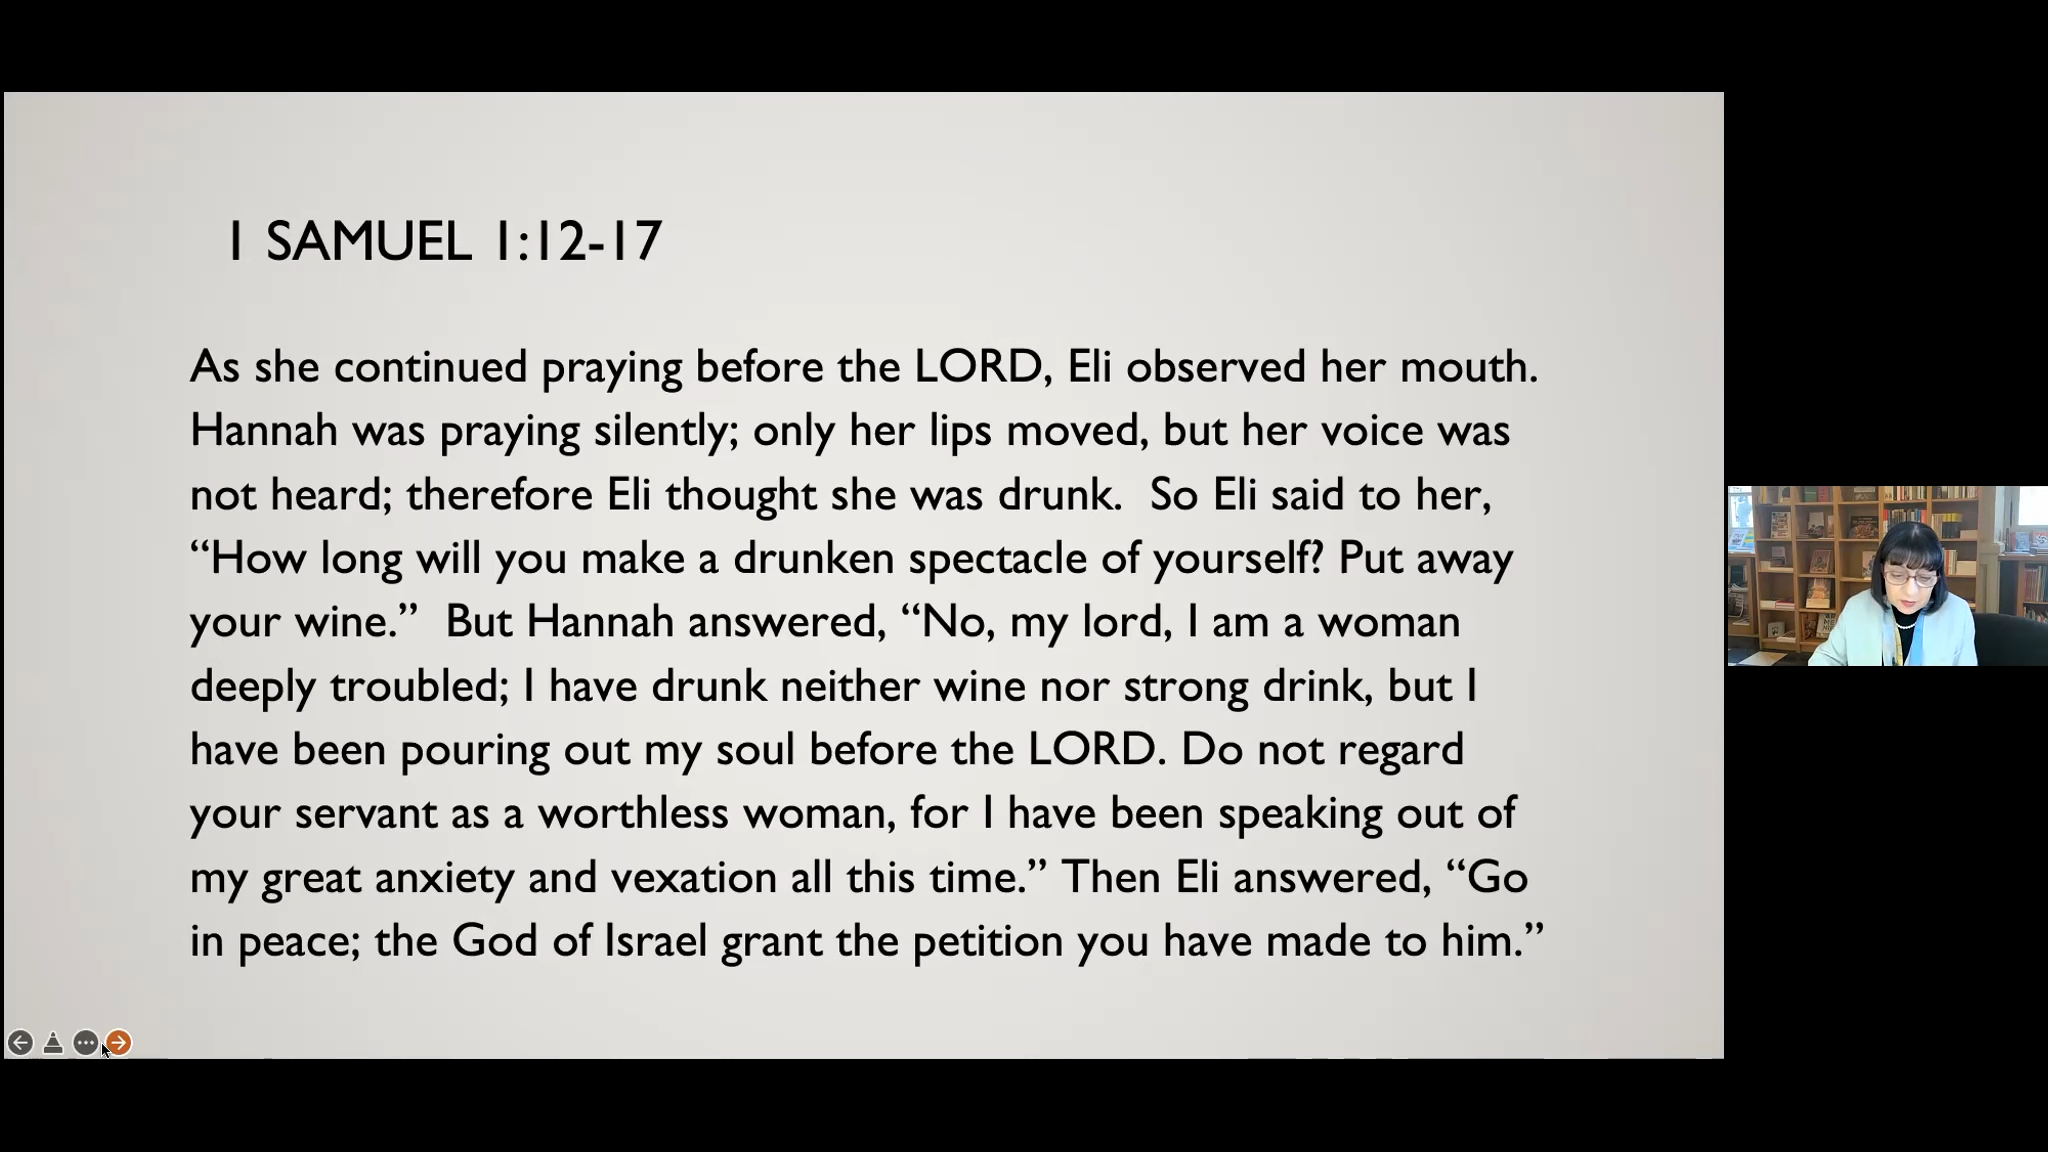 1 SAMUEL 1:12-17
As she continued praying before the LORD, Eli observed her mouth.
Hannah was praying silently; only her lips moved, but her voice was
not heard; therefore Eli thought she was drunk.  So Eli said to her,
“How long will you make a drunken spectacle of yourself? Put away
your wine.”  But Hannah answered, “No, my lord, I am a woman
deeply troubled; I have drunk neither wine nor strong drink, but I
have been pouring out my soul before the LORD. Do not regard
your servant as a worthless woman, for I have been speaking out of
my great anxiety and vexation all this time.” Then Eli answered, “Go
in peace; the God of Israel grant the petition you have made to him.”